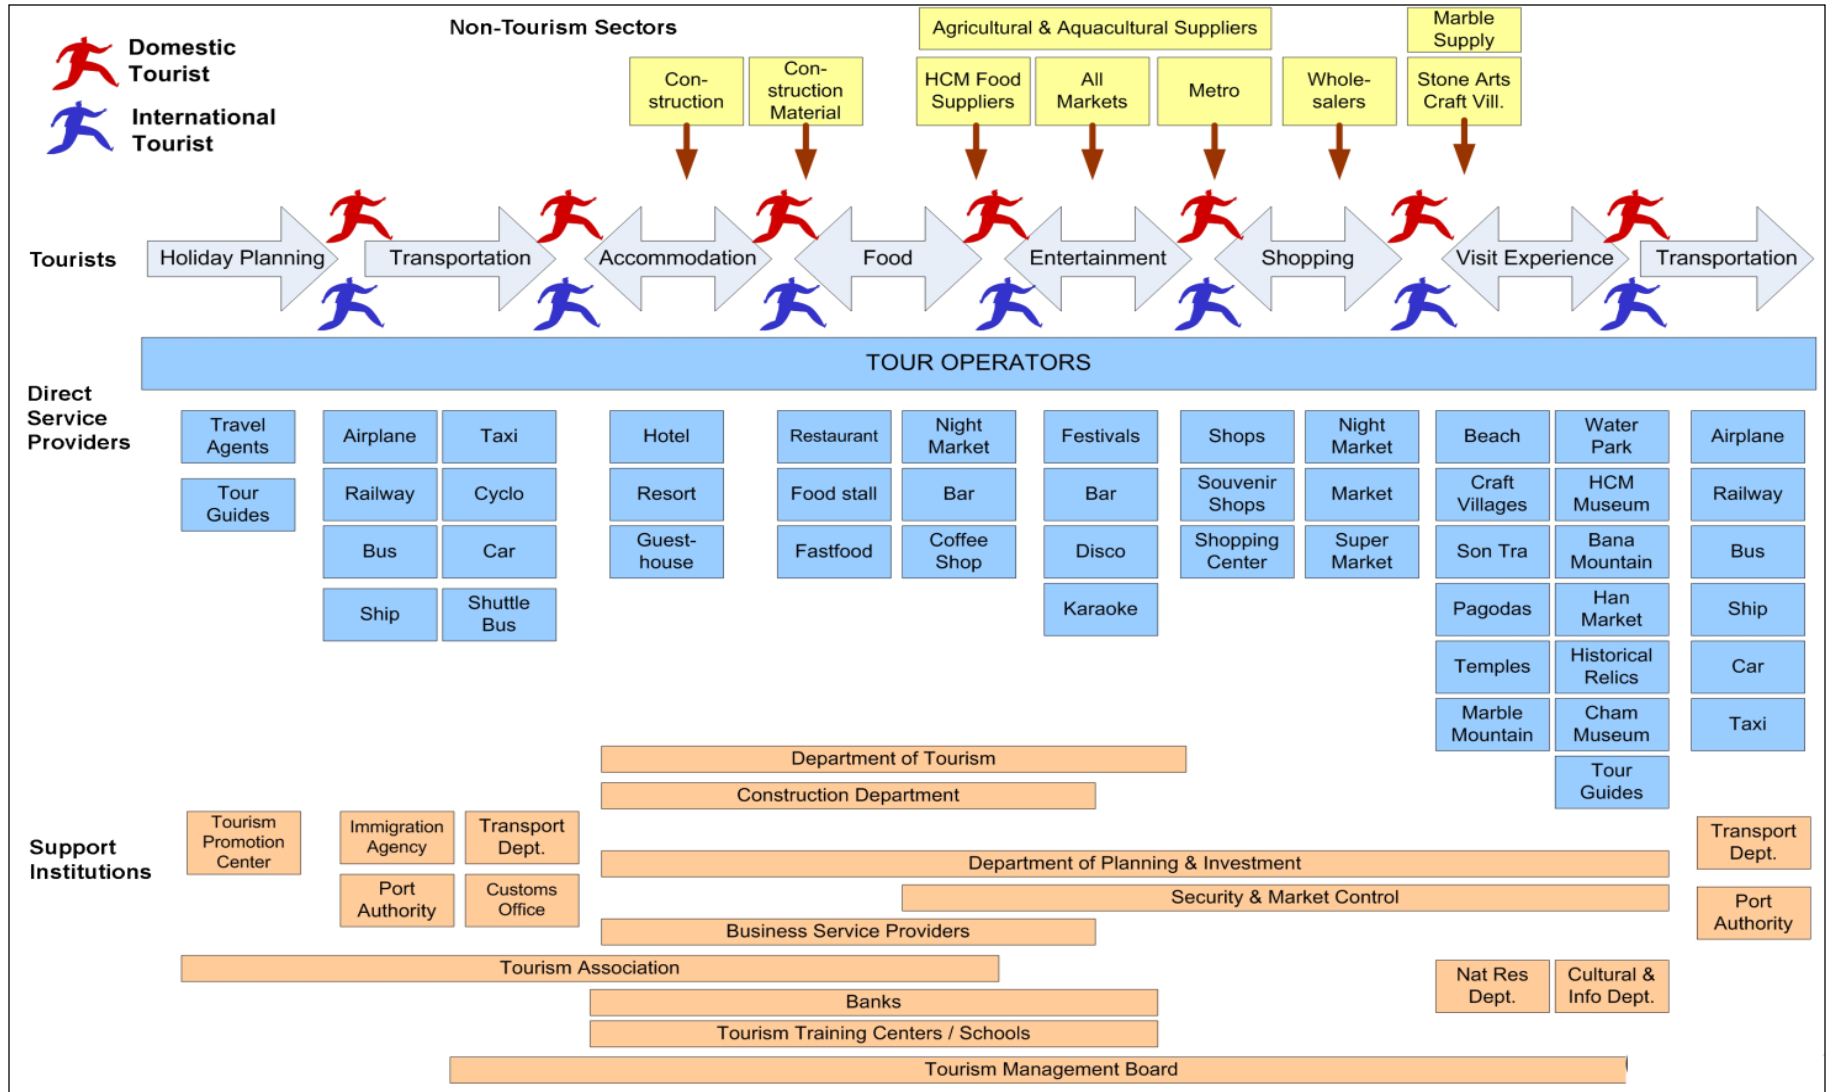 Non-Tourism Sectors
Domestic
Tourist
International
Tourist
Agricultural & Aquacultural Suppliers
Marble
Supply
Con-
struction
Con-
struction
Material
HCM Food
Suppliers
All
Markets
Metro
Whole-
salers
Stone Arts
Craft Vill.
Tourists
Holiday Planning
Transportation
Accommodation
Food
Entertainment
Shopping
Visit Experience
Transportation
TOUR OPERATORS
Direct
Service
Providers
Travel
Agents
Tour
Guides
Airplane
Railway
Bus
Ship
Taxi
Cyclo
Car
Shuttle
Bus
Hotel
Resort
Guest-
house
Restaurant
Food stall
Fastfood
Night
Market
Bar
Coffee
Shop
Festivals
Bar
Disco
Karaoke
Shops
Souvenir
Shops
Shopping
Center
Night
Market
Market
Super
Market
Beach
Craft
Villages
Son Tra
Pagodas
Temples
Marble
Mountain
Water
Park
HCM
Museum
Bana
Mountain
Han
Market
Historical
Relics
Cham
Museum
Tour
Guides
Airplane
Railway
Bus
Ship
Car
Taxi
Support
Institutions
Department of Tourism
Construction Department
Tourism
Promotion
Center
Immigration
Agency
Transport
Dept.
Port
Authority
Customs
Office
Department of Planning & Investment
Security & Market Control
Business Service Providers
Transport
Dept.
Port
Authority
Tourism Association
Nat Res
Dept.
Cultural &
Info Dept.
Banks
Tourism Training Centers / Schools
Tourism Management Board